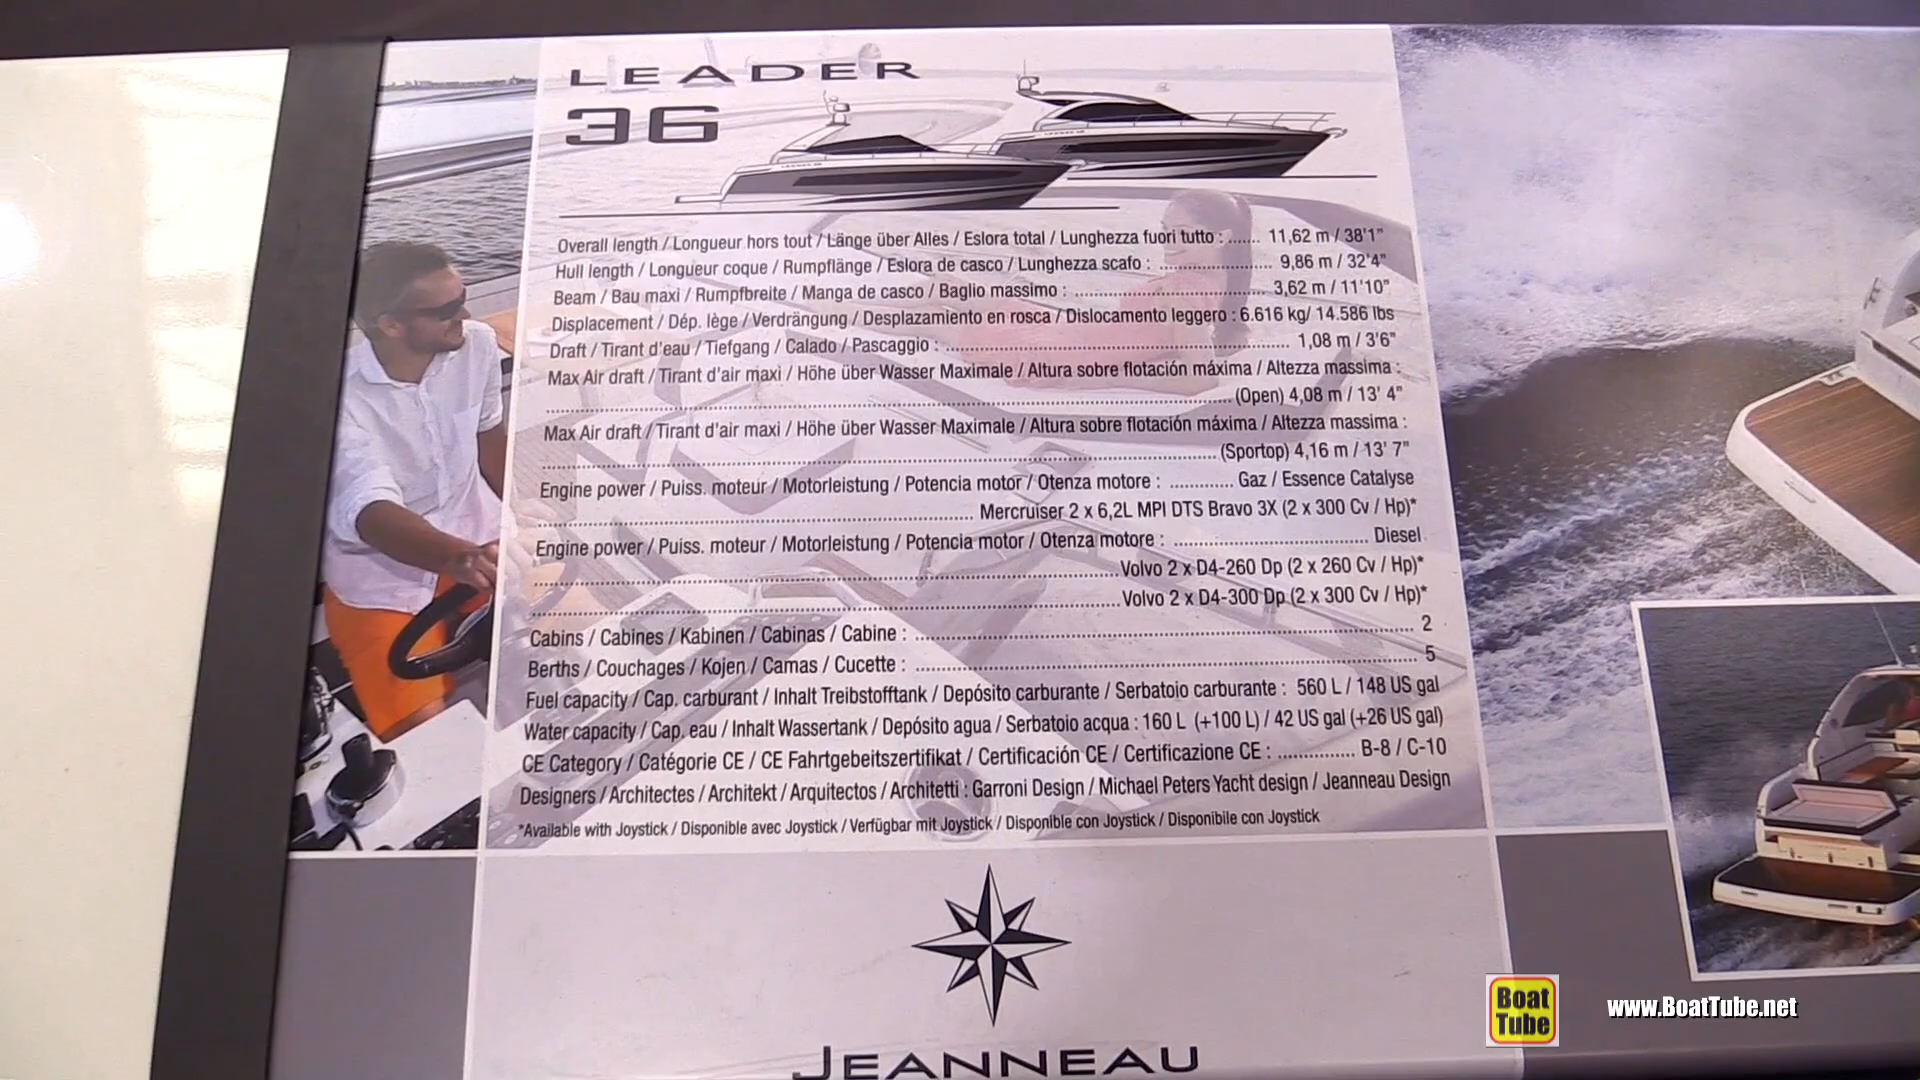 LEADER
36
Overall length / Longueur hors tout / Länge über Alles / Eslora total / Lunghezza fuori tutto : ....... 11,62 m / 38'1"
Hull length / Longueur coque / Rumpflänge / Eslora de casco / Lunghezza scafo : ........................ 9,86 m / 32'4"
Beam / Bau maxi / Rumpfbreite / Manga de casco / Baglio massimo : ........................................ 3,62 m / 11'10"
Displacement / Dép. lège / Verdrängung / Desplazamiento en rosca / Dislocamento leggero : 6.616 kg/ 14.586 lbs
Draft / Tirant d'eau / Tiefgang / Calado / Pascaggio : ........................................................................ 1,08 m / 3'6"
Max Air draft / Tirant d'air maxi / Höhe über Wasser Maximale / Altura sobre flotación máxima / Altezza massima :
........................................................................ (Open) 4,08 m / 13' 4"
Max Air draft / Tirant d'air maxi / Höhe über Wasser Maximale / Altura sobre flotación máxima / Altezza massima :
........................................................................ (Sportop) 4,16 m / 13' 7"
Engine power / Puiss. moteur / Motorleistung / Potencia motor / Otenza motore : ............ Gaz / Essence Catalyse
........................................................................ Mercruiser 2 x 6,2L MPI DTS Bravo 3X (2 x 300 Cv / Hp)*
Engine power / Puiss. moteur / Motorleistung / Potencia motor / Otenza motore : ..................................... Diesel
........................................................................ Volvo 2 x D4-260 Dp (2 x 260 Cv / Hp)*
........................................................................ Volvo 2 x D4-300 Dp (2 x 300 Cv / Hp)*
Cabins / Cabines / Kabinen / Cabinas / Cabine : ........................................................................ 2
Berths / Couchages / Kojen / Camas / Cucette : ........................................................................ 5
Fuel capacity / Cap. carburant / Inhalt Treibstofftank / Depósito carburante / Serbatoio carburante : 560 L / 148 US gal
Water capacity / Cap. eau / Inhalt Wassertank / Depósito agua / Serbatoio acqua : 160 L (+100 L) / 42 US gal (+26 US gal)
CE Category / Catégorie CE / CE Fahrtgebeitszertifikat / Certificación CE / Certificazione CE : .............. B-8 / C-10
Designers / Architectes / Architekt / Arquitectos / Architetti : Garroni Design / Michael Peters Yacht design / Jeanneau Design
*Available with Joystick / Disponible avec Joystick / Verfügbar mit Joystick / Disponible con Joystick / Disponibile con Joystick
JEANNEAU
Boat
Tube
www.BoatTube.net